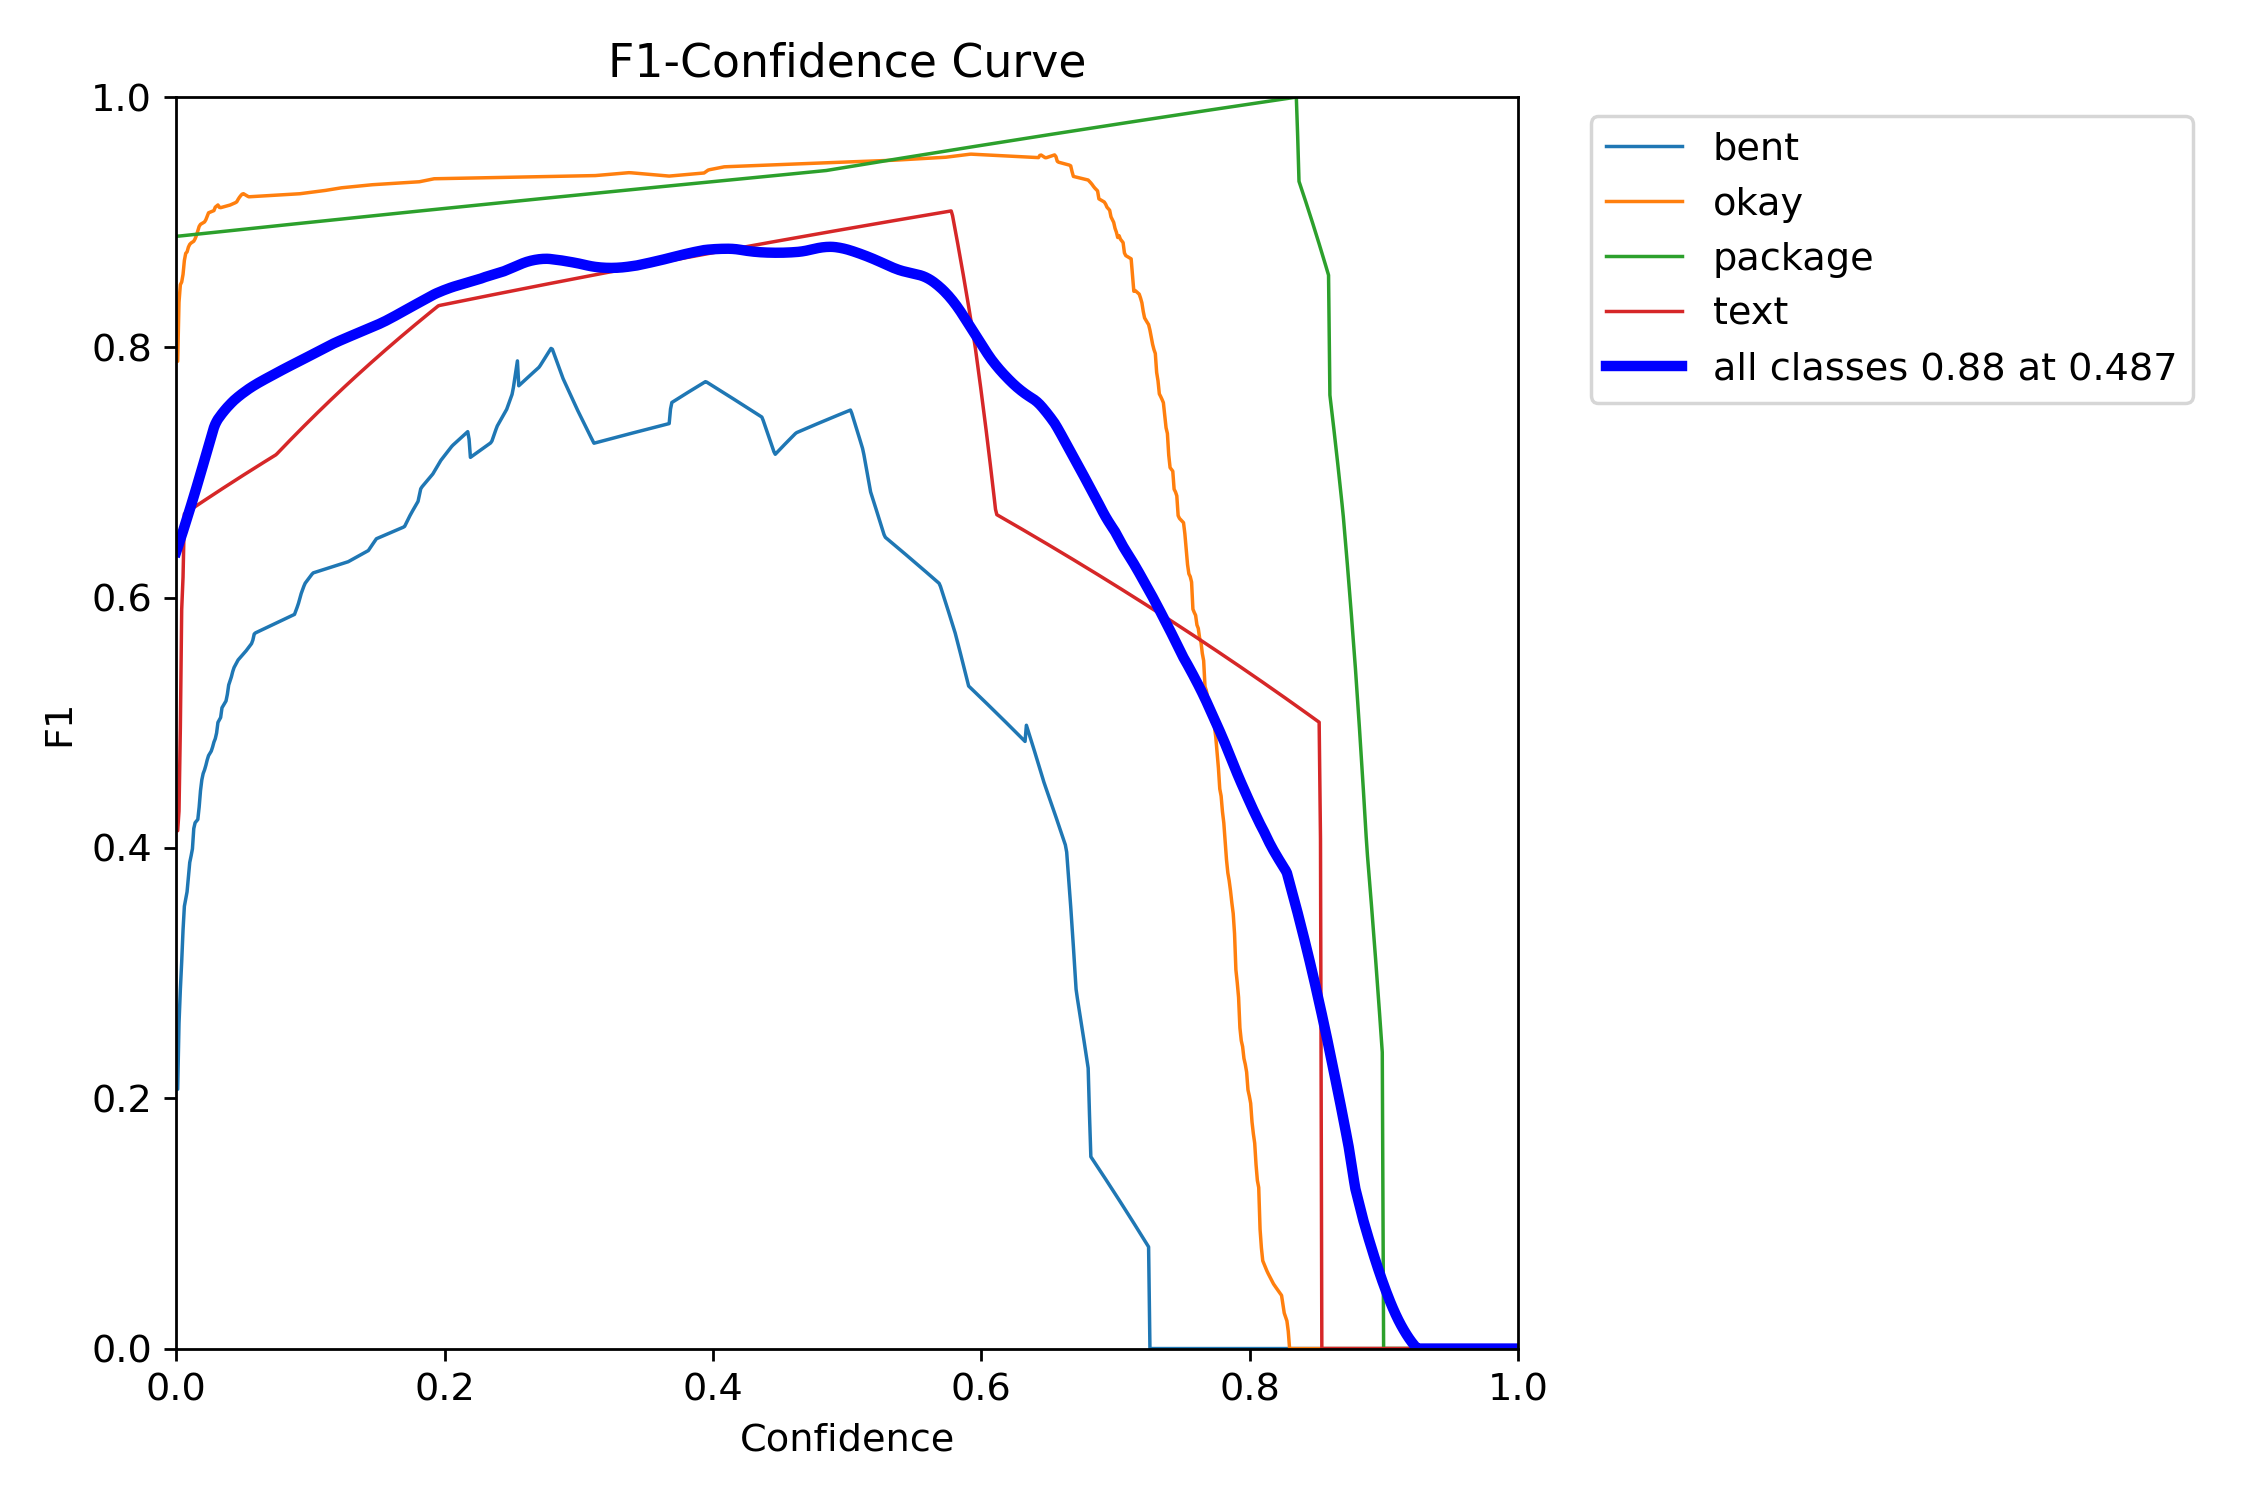 F1-Confidence Curve
1.0
0.8
0.6
0.4
0.2
0.0
F1
0.0 0.2 0.4 0.6 0.8 1.0
Confidence
bent
okay
package
text
all classes 0.88 at 0.487